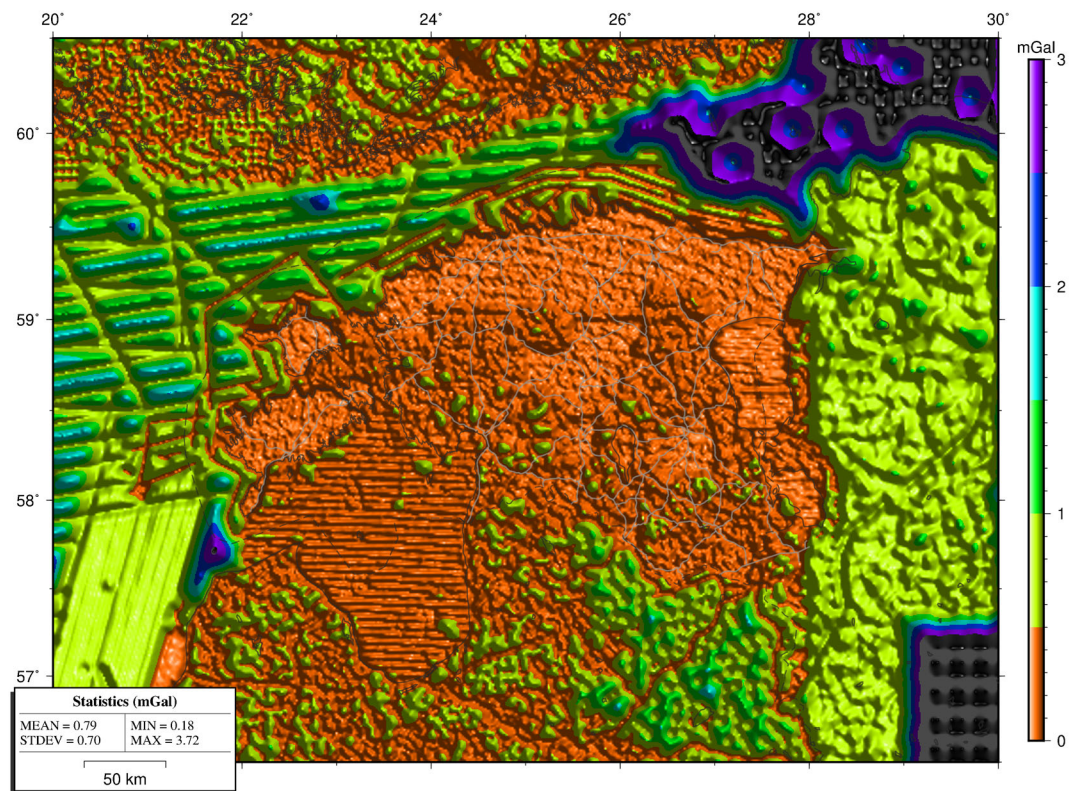 20° 22° 24° 26° 28° 30°
mGal
60°
59°
58°
57°
3
2
1
0
Statistics (mGal)
MEAN = 0.79 MIN = 0.18
STDEV = 0.70 MAX = 3.72
50 km